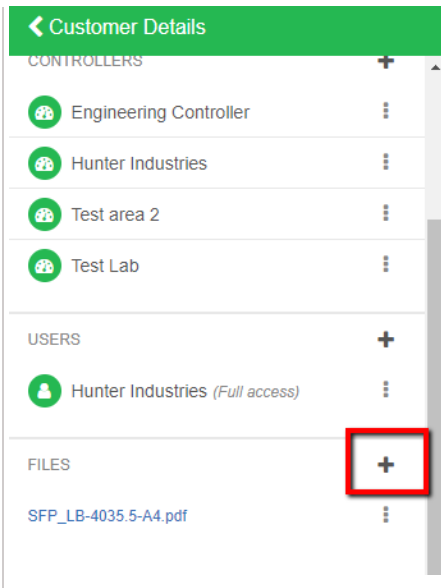 Customer Details
CONTROLLERS
Engineering Controller
Hunter Industries
Test area 2
Test Lab
USERS
Hunter Industries (Full access)
FILES
SFP_LB-4035.5-A4.pdf